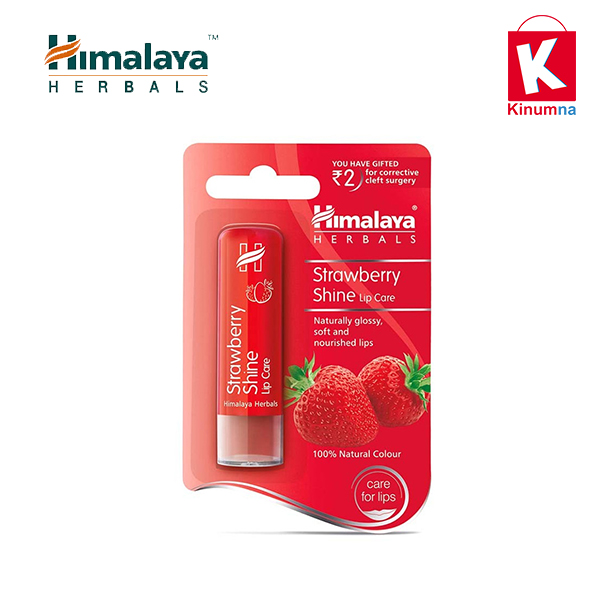 Himalaya™
HERBALS
K
Kinumna
YOU HAVE GIFTED
₹2 for corrective
cleft surgery
Himalaya®
HERBALS
Strawberry
Shine Lip Care
Naturally glossy,
soft and
nourished lips
100% Natural Colour
care
for lips
H
Strawberry
Shine
Lip Care
Himalaya Herbals